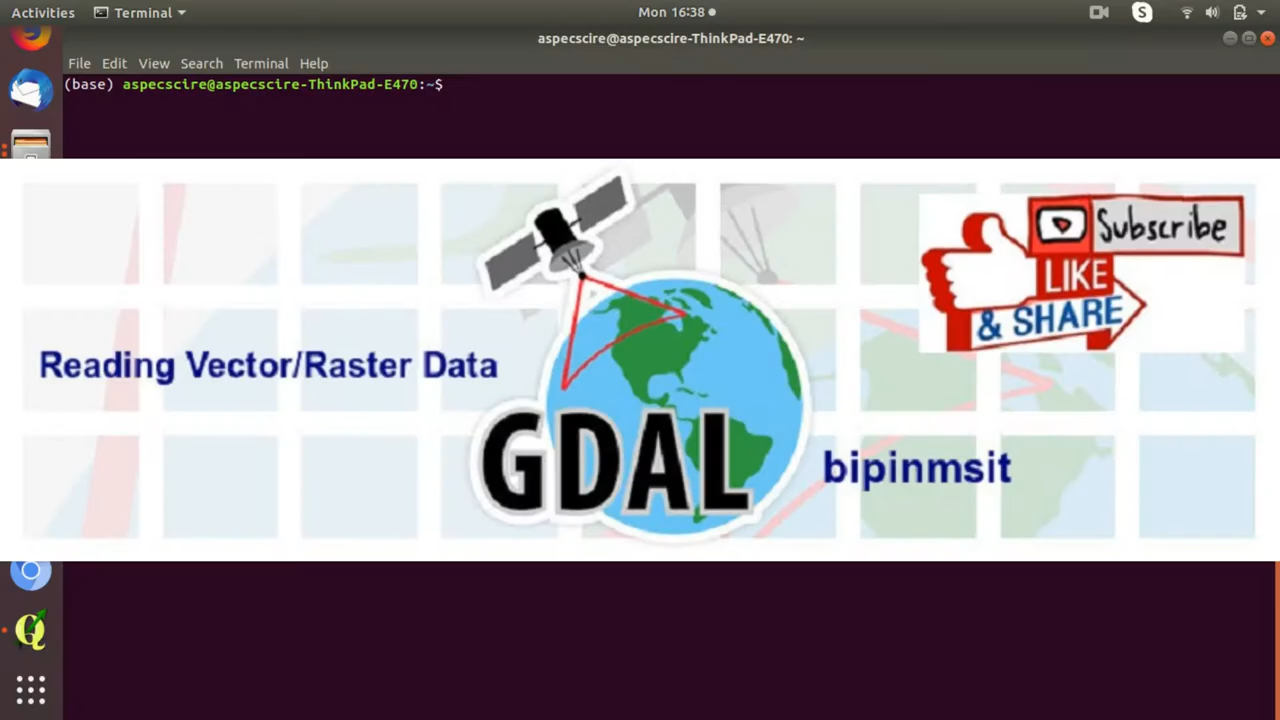 Activities Terminal Mon 16:38
aspecscire@aspecscire-ThinkPad-E470: ~
File Edit View Search Terminal Help
(base) aspecscire@aspecscire-ThinkPad-E470:~$
Subscribe
LIKE
& SHARE
Reading Vector/Raster Data
GDAL
bipinmsit